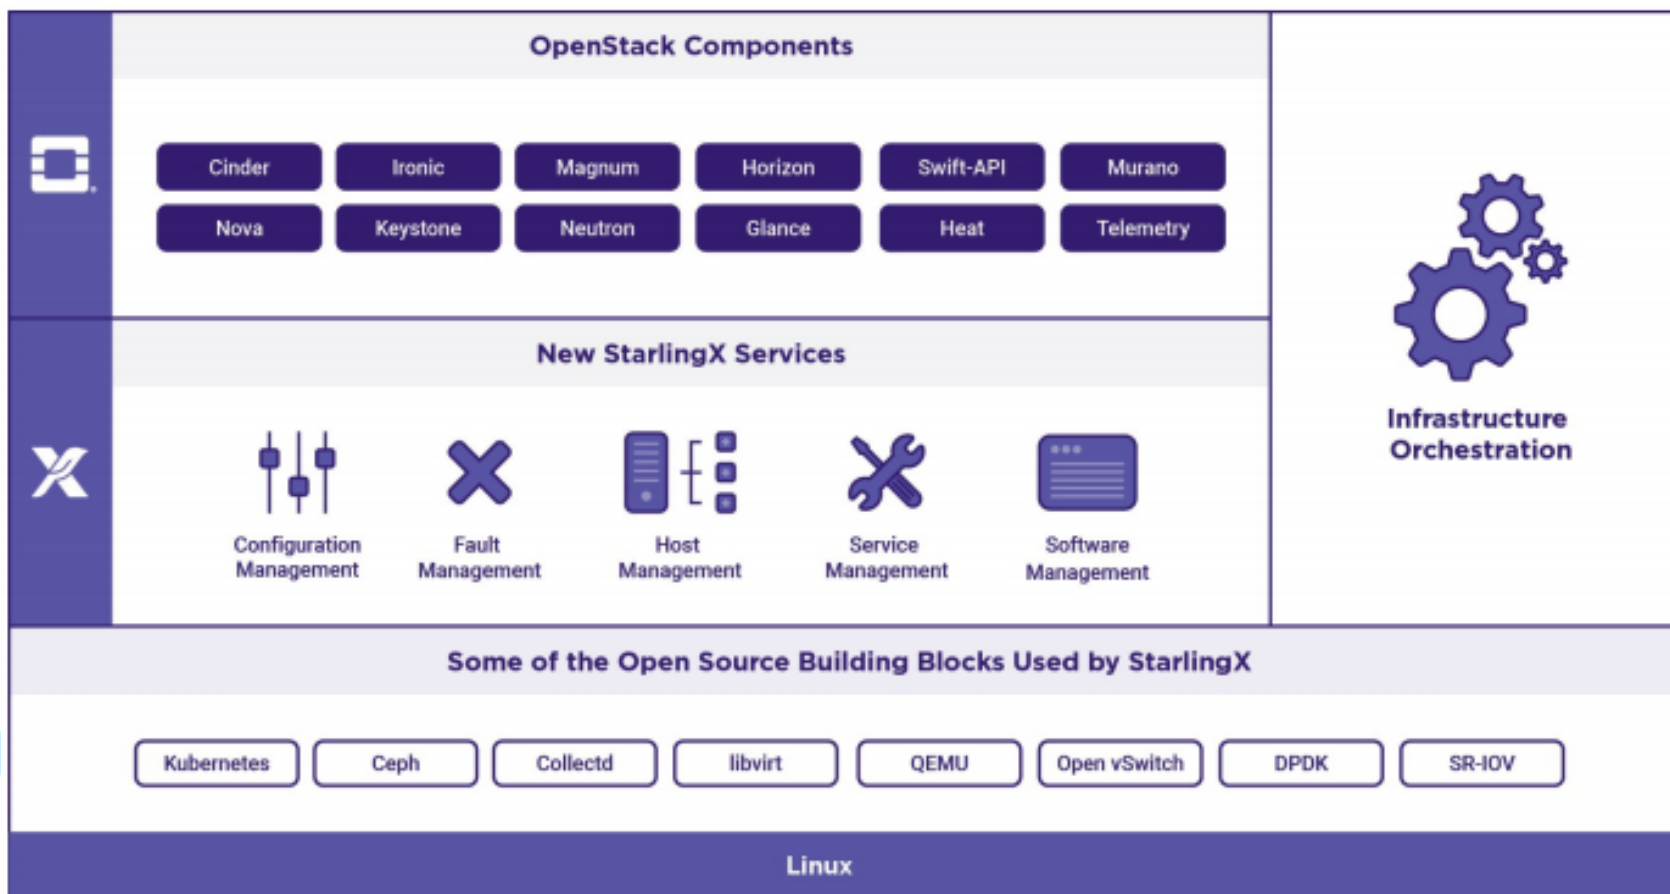 OpenStack Components
Cinder
Ironic
Magnum
Horizon
Swift-API
Murano
Nova
Keystone
Neutron
Glance
Heat
Telemetry
New StarlingX Services
Configuration
Management
Fault
Management
Host
Management
Service
Management
Software
Management
Infrastructure
Orchestration
Some of the Open Source Building Blocks Used by StarlingX
Kubernetes
Ceph
Collectd
libvirt
QEMU
Open vSwitch
DPDK
SR-IOV
Linux